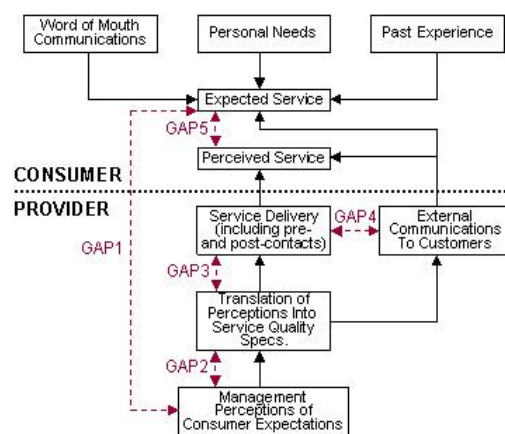 Word of Mouth
Communications
Personal Needs
Past Experience
Expected Service
GAP5
Perceived Service
CONSUMER
PROVIDER
GAP1
Service Delivery
(including pre-
and post-contacts)
GAP4
External
Communications
To Customers
GAP3
Translation of
Perceptions Into
Service Quality
Specs.
GAP2
Management
Perceptions of
Consumer Expectations